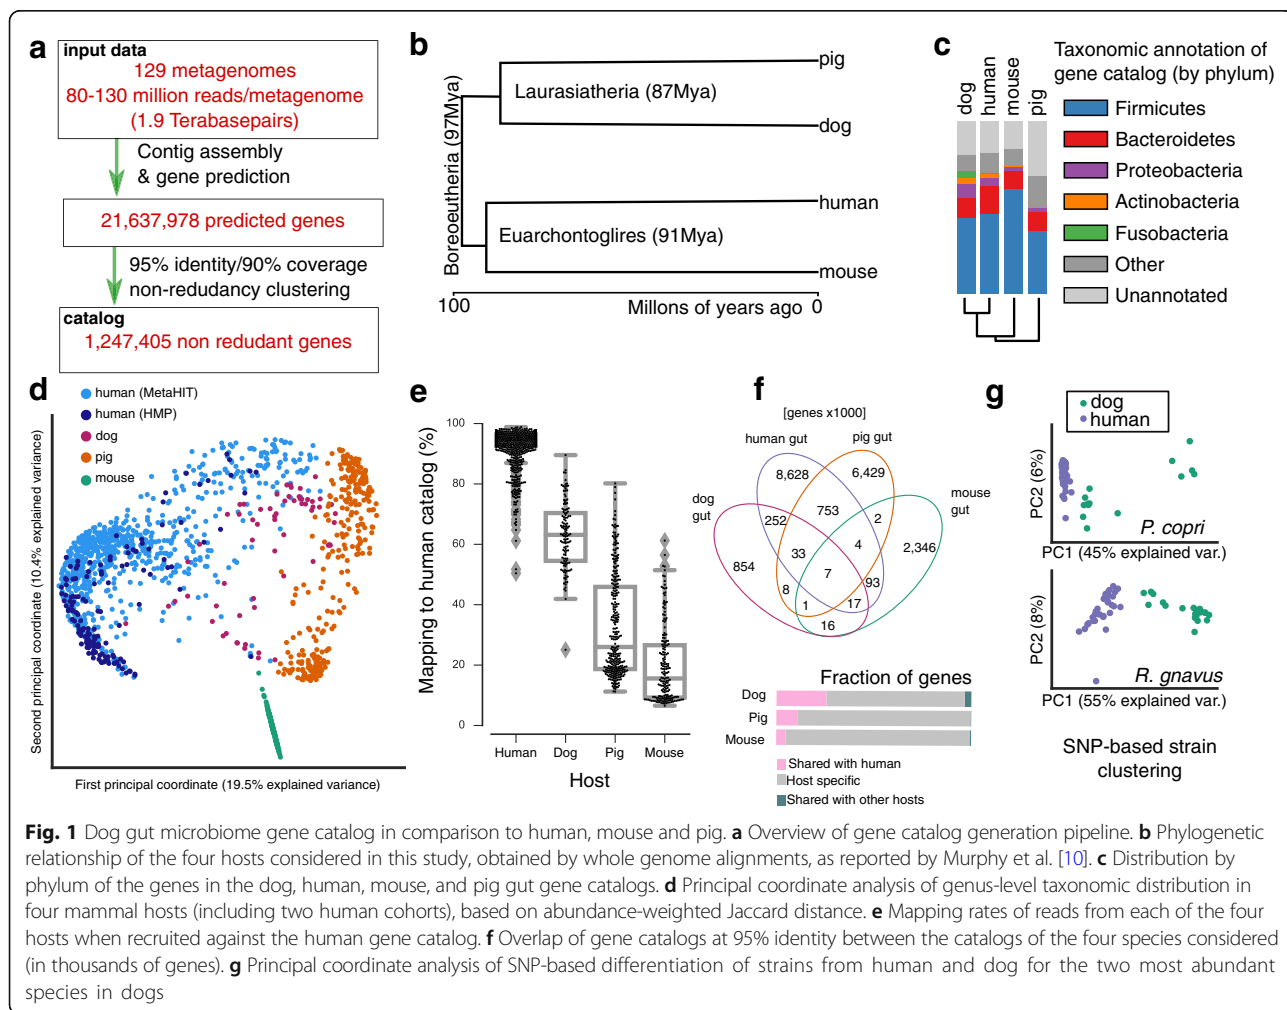 a
input data
129 metagenomes
80-130 million reads/metagenome
(1.9 Terabasepairs)
Contig assembly
& gene prediction
21,637,978 predicted genes
95% identity/90% coverage
non-redudancy clustering
catalog
1,247,405 non redudant genes
b
Boreoeutheria (97Mya)
Laurasiatheria (87Mya)
Euarchontoglires (91Mya)
pig
dog
human
mouse
100
Millons of years ago
0
c
dog
human
mouse
pig
Taxonomic annotation of
gene catalog (by phylum)
Firmicutes
Bacteroidetes
Proteobacteria
Actinobacteria
Fusobacteria
Other
Unannotated
d
human (MetaHIT)
human (HMP)
dog
pig
mouse
Second principal coordinate (10.4% explained variance)
First principal coordinate (19.5% explained variance)
e
Mapping to human catalog (%)
100
80
60
40
20
0
Human
Dog
Pig
Mouse
Host
f
[genes x1000]
human gut
pig gut
dog
gut
mouse
gut
8,628
6,429
252
753
2
854
33
4
2,346
7
8
93
1
17
16
Fraction of genes
Dog
Pig
Mouse
Shared with human
Host specific
Shared with other hosts
g
dog
human
PC2 (6%)
P. copri
PC1 (45% explained var.)
PC2 (8%)
R. gnavus
PC1 (55% explained var.)
SNP-based strain
clustering
Fig. 1 Dog gut microbiome gene catalog in comparison to human, mouse and pig. a Overview of gene catalog generation pipeline. b Phylogenetic
relationship of the four hosts considered in this study, obtained by whole genome alignments, as reported by Murphy et al. [10]. c Distribution by
phylum of the genes in the dog, human, mouse, and pig gut gene catalogs. d Principal coordinate analysis of genus-level taxonomic distribution in
four mammal hosts (including two human cohorts), based on abundance-weighted Jaccard distance. e Mapping rates of reads from each of the four
hosts when recruited against the human gene catalog. f Overlap of gene catalogs at 95% identity between the catalogs of the four species considered
(in thousands of genes). g Principal coordinate analysis of SNP-based differentiation of strains from human and dog for the two most abundant
species in dogs